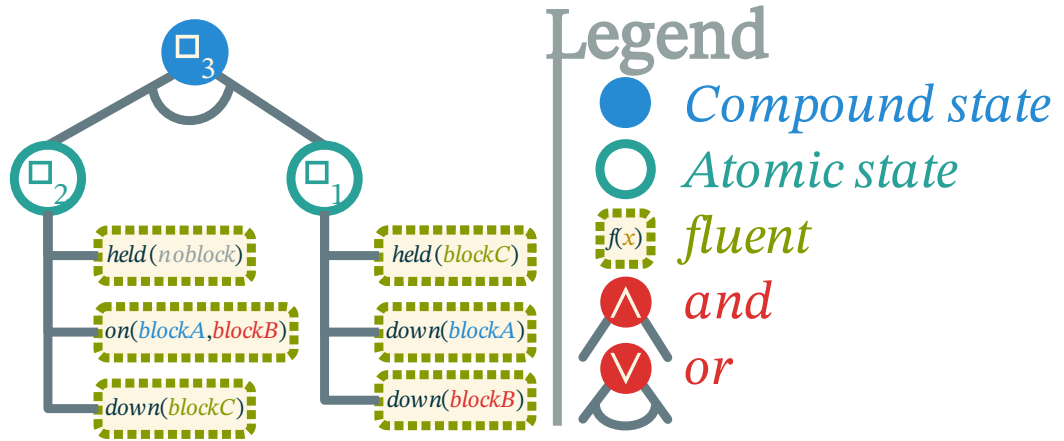 □3
□2
□1
held(noblock)
on(blockA,blockB)
down(blockC)
held(blockC)
down(blockA)
down(blockB)
Legend
Compound state
Atomic state
f(x) fluent
∧ and
∨ or